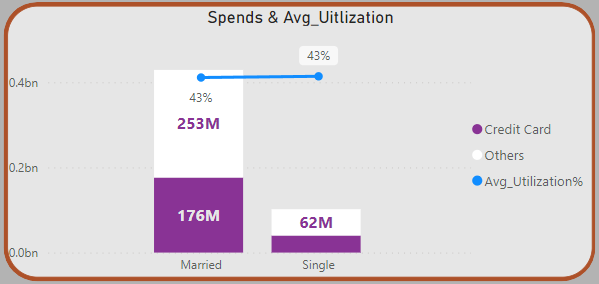 Spends & Avg_Uitlization
43%
0.4bn
43%
253M
Credit Card
Others
0.2bn
Avg_Utilization%
176M
62M
0.0bn
Married
Single